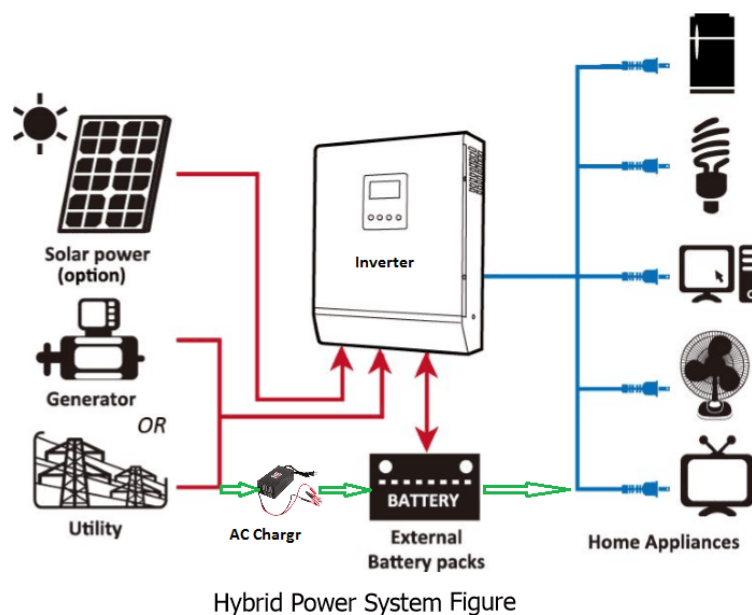 Solar power
(option)
Generator
OR
Utility
Inverter
AC Chargr
BATTERY
External
Battery packs
Home Appliances
Hybrid Power System Figure